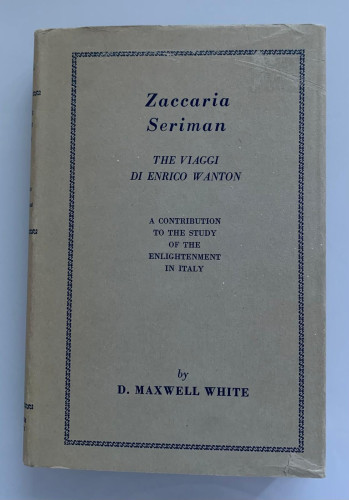 Zaccaria
Seriman
THE VIAGGI
DI ENRICO WANTON
A CONTRIBUTION
TO THE STUDY
OF THE
ENLIGHTENMENT
IN ITALY
by
D. MAXWELL WHITE